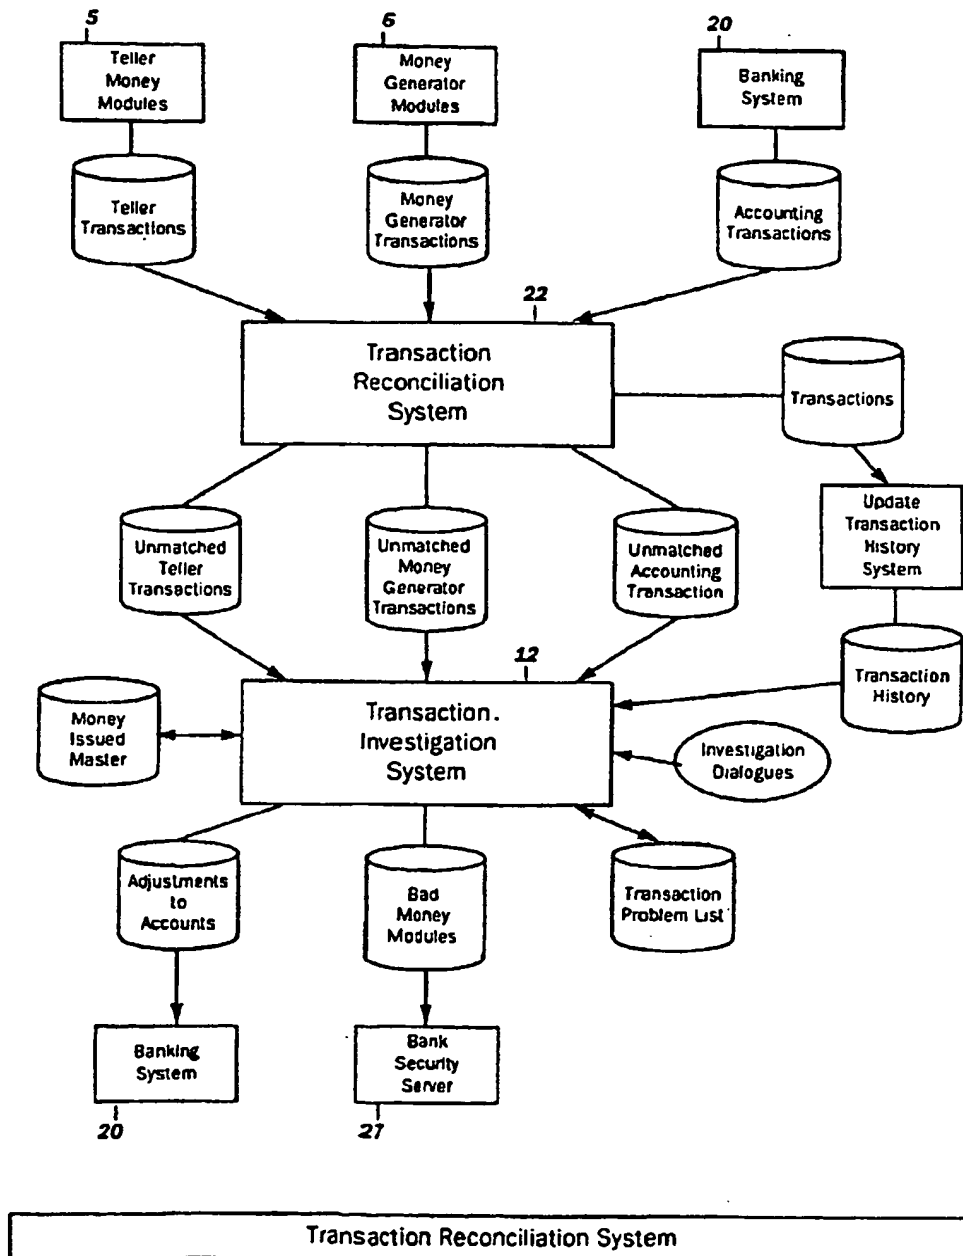 5
6
20
Teller
Money
Modules
Money
Generator
Modules
Banking
System
Teller
Transactions
Money
Generator
Transactions
Accounting
Transactions
22
Transaction
Reconciliation
System
Transactions
Unmatched
Teller
Transactions
Unmatched
Money
Generator
Transactions
Unmatched
Accounting
Transaction
Update
Transaction
History
System
12
Money
Issued
Master
Transaction.
Investigation
System
Transaction
History
Investigation
Dialogues
Adjustments
to
Accounts
Bad
Money
Modules
Transaction
Problem List
Banking
System
Bank
Security
Server
20
27
Transaction Reconciliation System